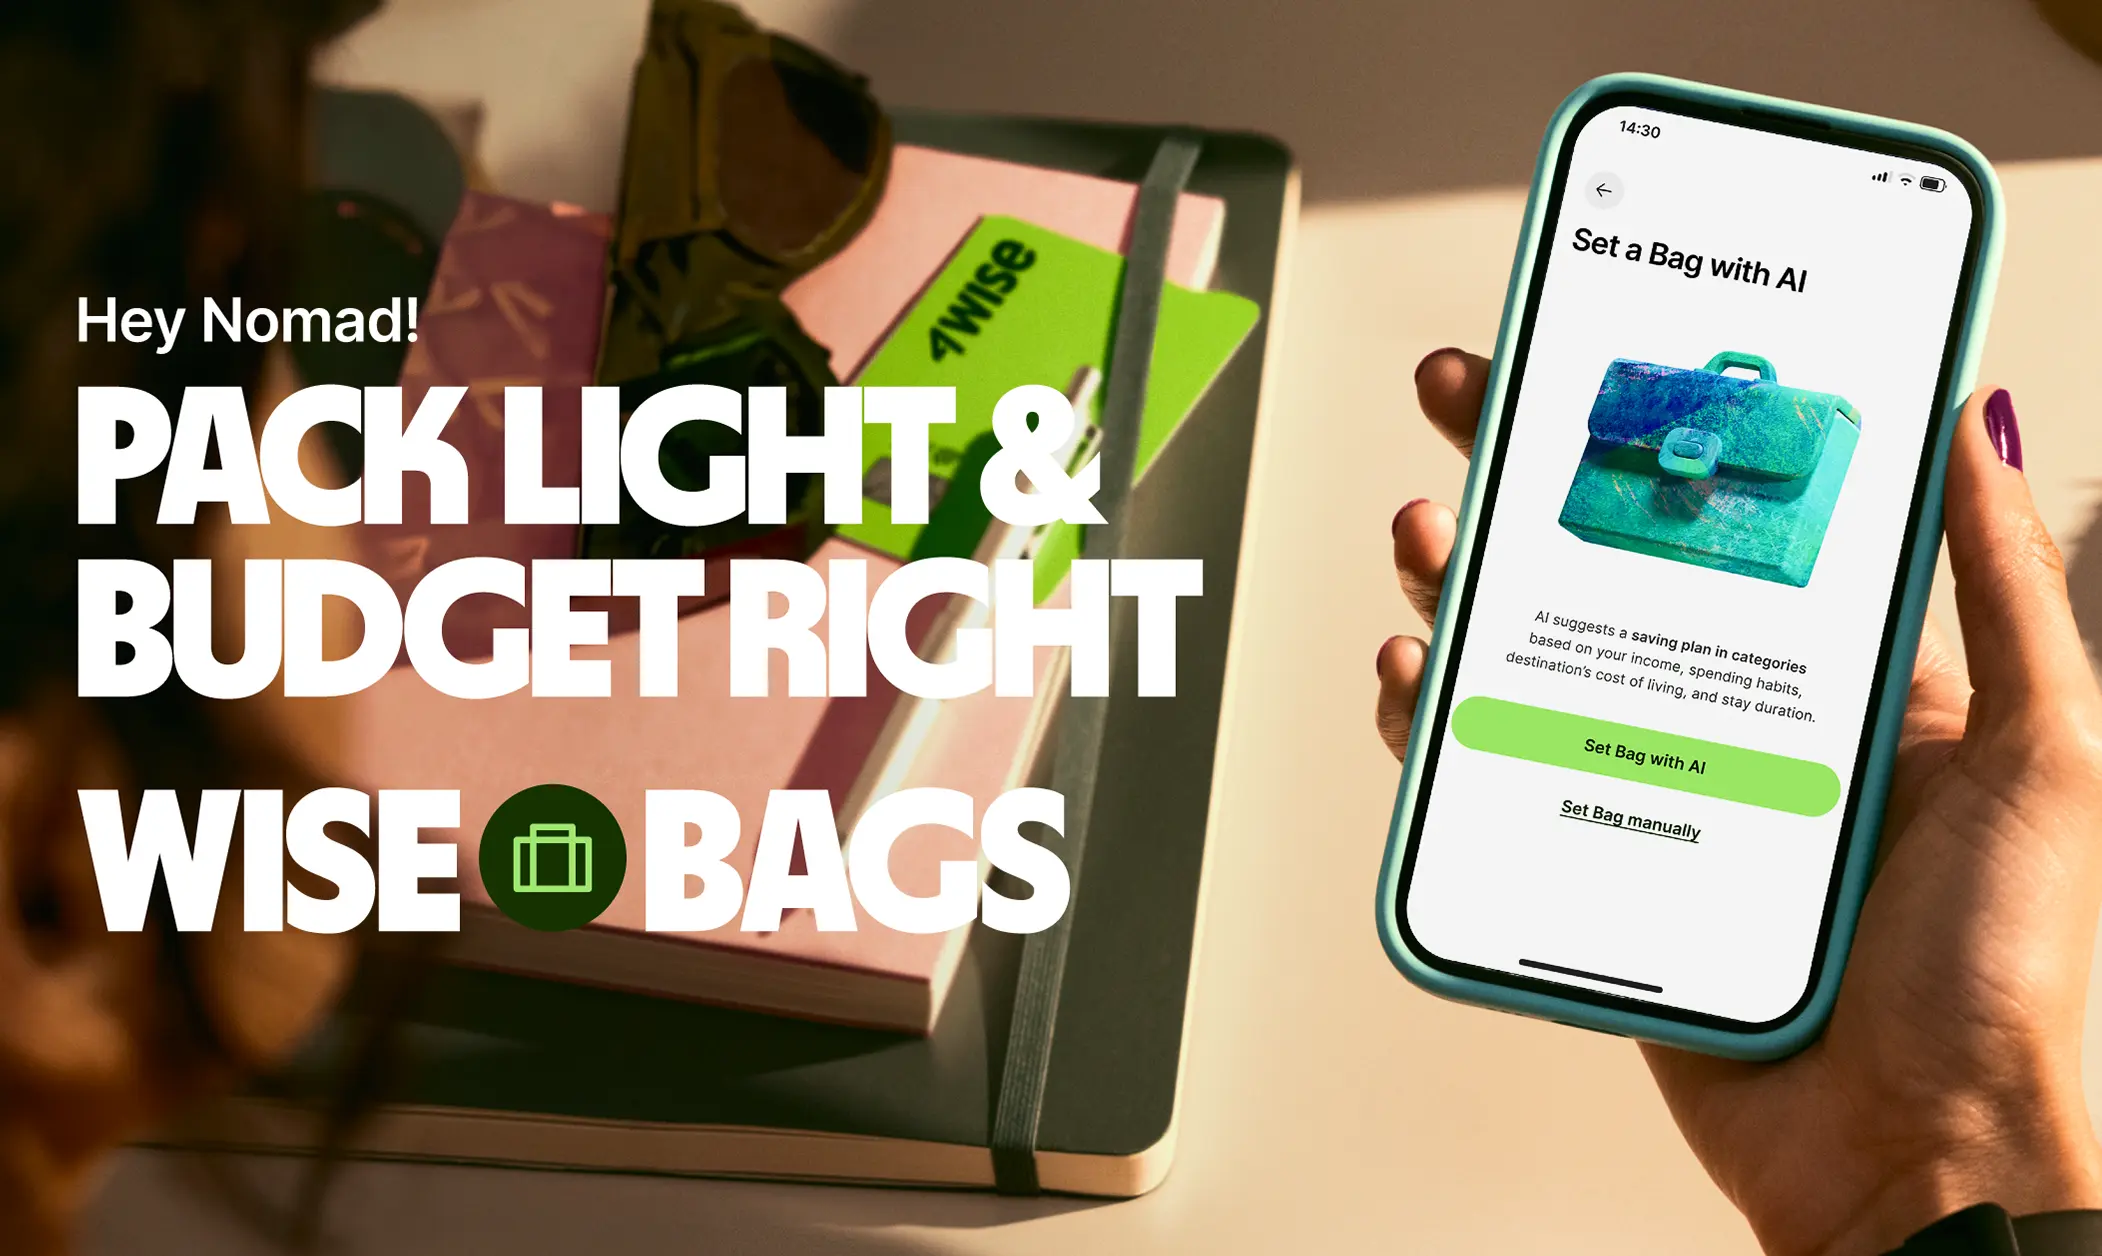 Hey Nomad!
PACK LIGHT &
BUDGET RIGHT
WISE BAGS
7WISE
14:30
Set a Bag with AI
AI suggests a saving plan in categories
based on your income, spending habits,
destination’s cost of living, and stay duration.
Set Bag with AI
Set Bag manually